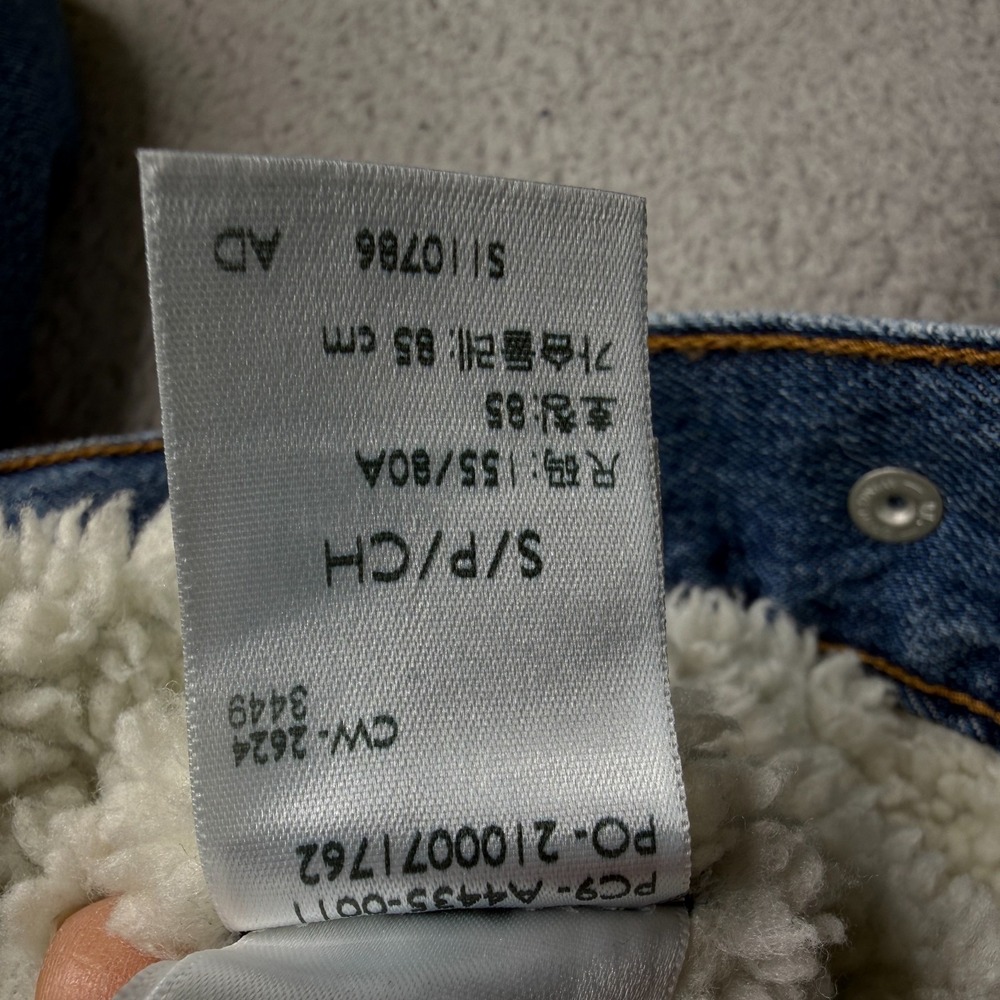 PC9- A4435-0011
PO- 2100071762
CW-2624
3449
S/P/CH
尺码:155/80A
호칭:85
가슴둘레: 85 cm
S110786 AD